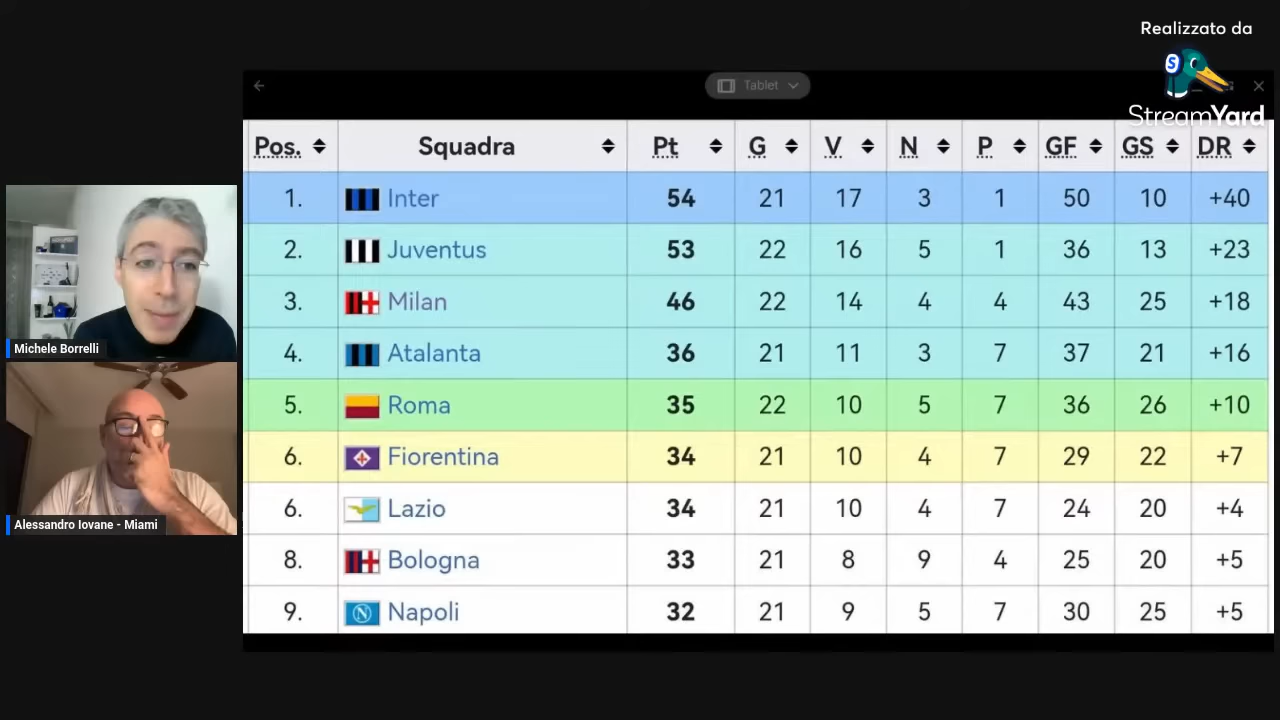 Realizzato da
StreamYard
Tablet
Pos. Squadra Pt G V N P GF GS DR
1. Inter 54 21 17 3 1 50 10 +40
2. Juventus 53 22 16 5 1 36 13 +23
3. Milan 46 22 14 4 4 43 25 +18
4. Atalanta 36 21 11 3 7 37 21 +16
5. Roma 35 22 10 5 7 36 26 +10
6. Fiorentina 34 21 10 4 7 29 22 +7
6. Lazio 34 21 10 4 7 24 20 +4
8. Bologna 33 21 8 9 4 25 20 +5
9. Napoli 32 21 9 5 7 30 25 +5
Michele Borrelli
Alessandro Iovane - Miami